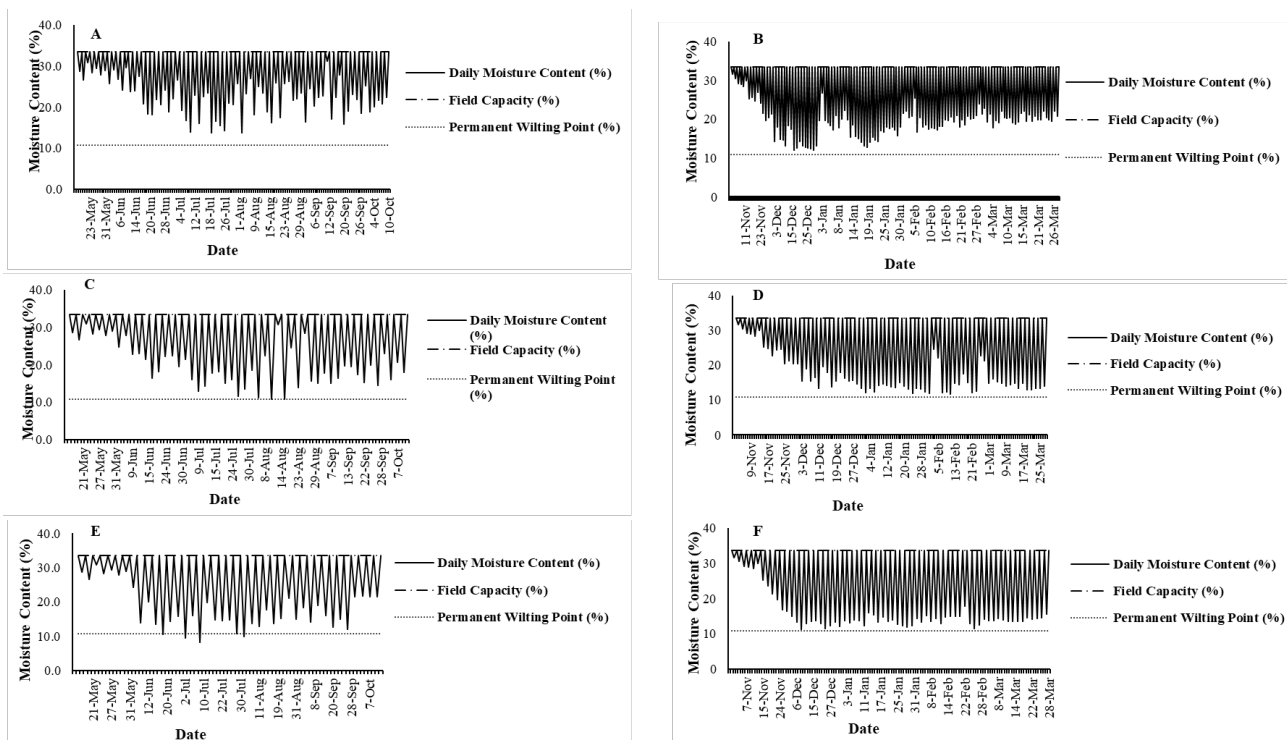 A
Moisture Content (%)
40.0
30.0
20.0
10.0
0.0
23-May
31-May
6-Jun
14-Jun
20-Jun
28-Jun
4-Jul
12-Jul
18-Jul
26-Jul
1-Aug
9-Aug
15-Aug
23-Aug
29-Aug
6-Sep
12-Sep
20-Sep
26-Sep
4-Oct
10-Oct
Date
Daily Moisture Content (%)
Field Capacity (%)
Permanent Wilting Point (%)
B
Moisture Content (%)
40
30
20
10
0
11-Nov
23-Nov
3-Dec
15-Dec
25-Dec
3-Jan
8-Jan
14-Jan
19-Jan
25-Jan
30-Jan
5-Feb
10-Feb
16-Feb
21-Feb
27-Feb
4-Mar
10-Mar
15-Mar
21-Mar
26-Mar
Date
Daily Moisture Content (%)
Field Capacity (%)
Permanent Wilting Point (%)
C
Moisture Content (%)
40.0
30.0
20.0
10.0
0.0
21-May
27-May
31-May
9-Jun
15-Jun
24-Jun
30-Jun
9-Jul
15-Jul
24-Jul
30-Jul
8-Aug
14-Aug
23-Aug
29-Aug
7-Sep
13-Sep
22-Sep
28-Sep
7-Oct
Date
Daily Moisture Content
(%)
Field Capacity (%)
Permanent Wilting Point
(%)
D
Moisture Content (%)
40
30
20
10
0
9-Nov
17-Nov
25-Nov
3-Dec
11-Dec
19-Dec
27-Dec
4-Jan
12-Jan
20-Jan
28-Jan
5-Feb
13-Feb
21-Feb
1-Mar
9-Mar
17-Mar
25-Mar
Date
Daily Moisture Content (%)
Field Capacity (%)
Permanent Wilting Point (%)
E
Moisture Content (%)
40.0
30.0
20.0
10.0
0.0
21-May
27-May
31-May
12-Jun
20-Jun
2-Jul
10-Jul
22-Jul
30-Jul
11-Aug
19-Aug
31-Aug
8-Sep
20-Sep
28-Sep
7-Oct
Date
Daily Moisture Content (%)
Field Capacity (%)
Permanent Wilting Point (%)
F
Moisture Content (%)
40
30
20
10
0
7-Nov
15-Nov
24-Nov
6-Dec
15-Dec
27-Dec
3-Jan
11-Jan
17-Jan
25-Jan
31-Jan
8-Feb
14-Feb
22-Feb
28-Feb
8-Mar
14-Mar
22-Mar
28-Mar
Date
Daily Moisture Content (%)
Field Capacity (%)
Permanent Wilting Point (%)